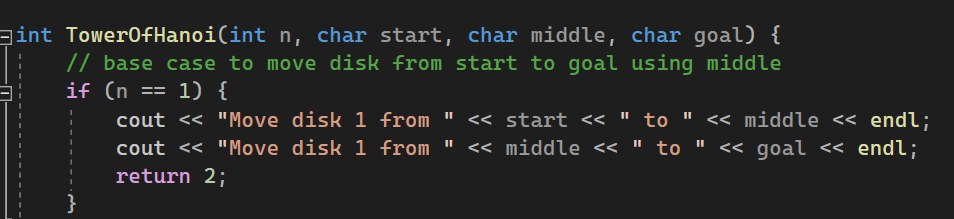 int TowerOfHanoi(int n, char start, char middle, char goal) {
// base case to move disk from start to goal using middle
if (n == 1) {
cout << "Move disk 1 from " << start << " to " << middle << endl;
cout << "Move disk 1 from " << middle << " to " << goal << endl;
return 2;
}